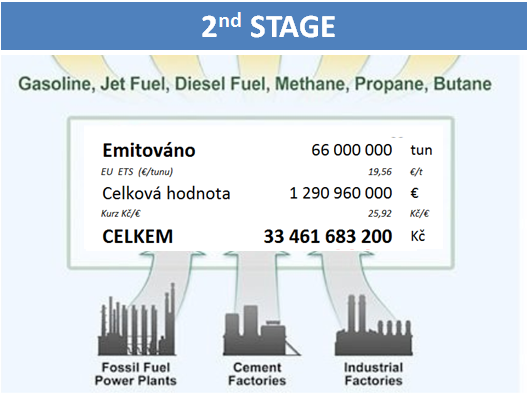 2nd STAGE
Gasoline, Jet Fuel, Diesel Fuel, Methane, Propane, Butane
Emitováno 66 000 000 tun
EU ETS (€/tunu) 19,56 €/t
Celková hodnota 1 290 960 000 €
Kurz Kč/€ 25,92 Kč/€
CELKEM 33 461 683 200 Kč
Fossil Fuel Cement Industrial
Power Plants Factories Factories